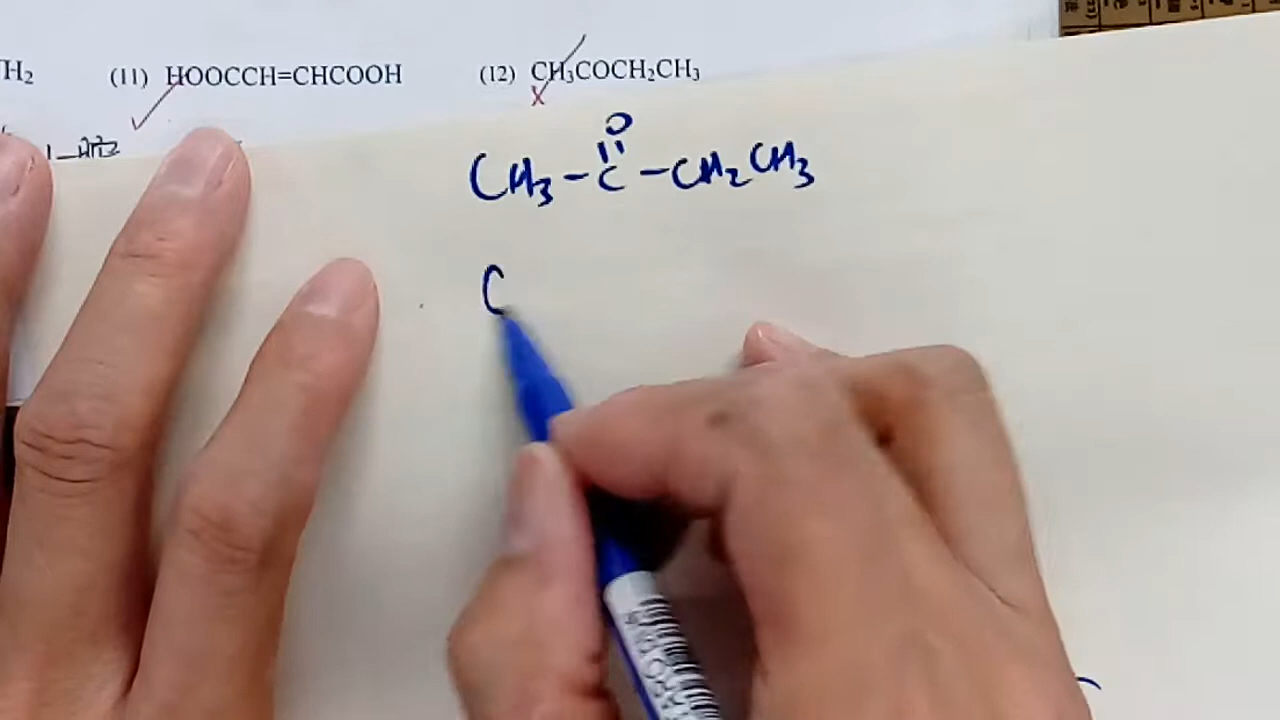 H₂ (11) HOOCCH=CHCOOH (12) CH₃COCH₂CH₃
x
O
CH₃-C-CH₂CH₃
C